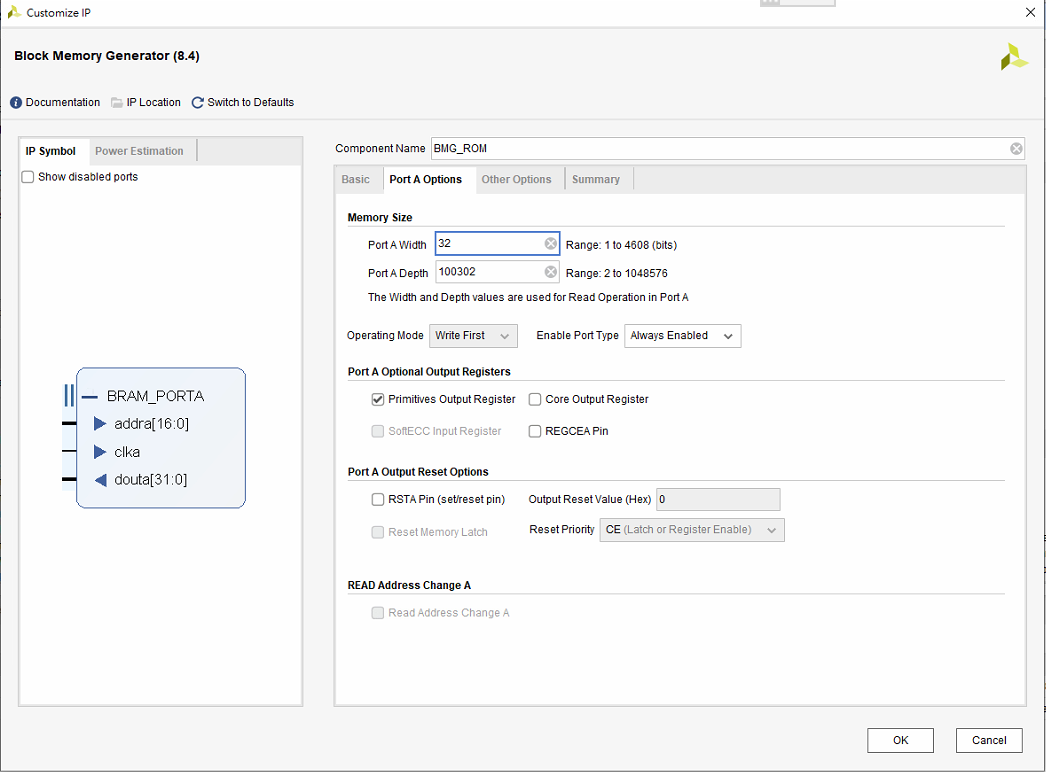 Customize IP
Block Memory Generator (8.4)
Documentation IP Location Switch to Defaults
IP Symbol Power Estimation
Show disabled ports
BRAM_PORTA
addra[16:0]
clka
douta[31:0]
Component Name BMG_ROM
Basic Port A Options Other Options Summary
Memory Size
Port A Width 32 Range: 1 to 4608 (bits)
Port A Depth 100302 Range: 2 to 1048576
The Width and Depth values are used for Read Operation in Port A
Operating Mode Write First Enable Port Type Always Enabled
Port A Optional Output Registers
Primitives Output Register Core Output Register
SoftECC Input Register REGCEA Pin
Port A Output Reset Options
RSTA Pin (set/reset pin) Output Reset Value (Hex) 0
Reset Memory Latch Reset Priority CE (Latch or Register Enable)
READ Address Change A
Read Address Change A
OK Cancel